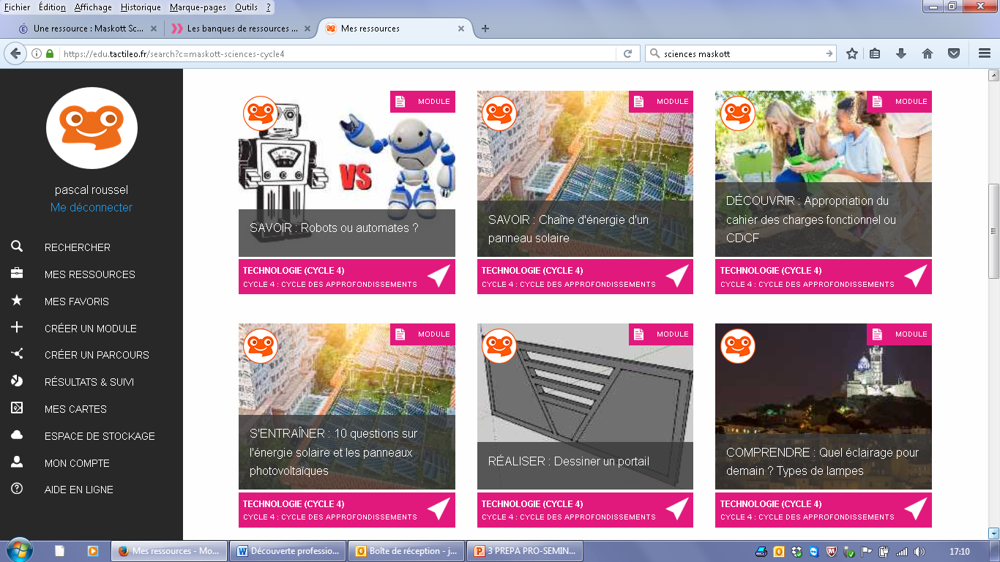 Fichier Édition Affichage Historique Marque-pages Outils ?
Une ressource : Maskott Sc...
Les banques de ressources ...
Mes ressources
https://edu.tactileo.fr/search?c=maskott-sciences-cycle4
sciences maskott
pascal roussel
Me déconnecter
RECHERCHER
MES RESSOURCES
MES FAVORIS
CRÉER UN MODULE
CRÉER UN PARCOURS
RÉSULTATS & SUIVI
MES CARTES
ESPACE DE STOCKAGE
MON COMPTE
AIDE EN LIGNE
MODULE
VS
SAVOIR : Robots ou automates ?
TECHNOLOGIE (CYCLE 4)
CYCLE 4 : CYCLE DES APPROFONDISSEMENTS
MODULE
SAVOIR : Chaîne d'énergie d'un
panneau solaire
TECHNOLOGIE (CYCLE 4)
CYCLE 4 : CYCLE DES APPROFONDISSEMENTS
MODULE
DÉCOUVRIR : Appropriation du
cahier des charges fonctionnel ou
CDCF
TECHNOLOGIE (CYCLE 4)
CYCLE 4 : CYCLE DES APPROFONDISSEMENTS
MODULE
S'ENTRAÎNER : 10 questions sur
l'énergie solaire et les panneaux
photovoltaïques
TECHNOLOGIE (CYCLE 4)
CYCLE 4 : CYCLE DES APPROFONDISSEMENTS
MODULE
RÉALISER : Dessiner un portail
TECHNOLOGIE (CYCLE 4)
CYCLE 4 : CYCLE DES APPROFONDISSEMENTS
MODULE
COMPRENDRE : Quel éclairage pour
demain ? Types de lampes
TECHNOLOGIE (CYCLE 4)
CYCLE 4 : CYCLE DES APPROFONDISSEMENTS
Mes ressources - Mo...
Découverte professio...
Boîte de réception - j...
3 PREPA PRO-SEMIN...
17:10